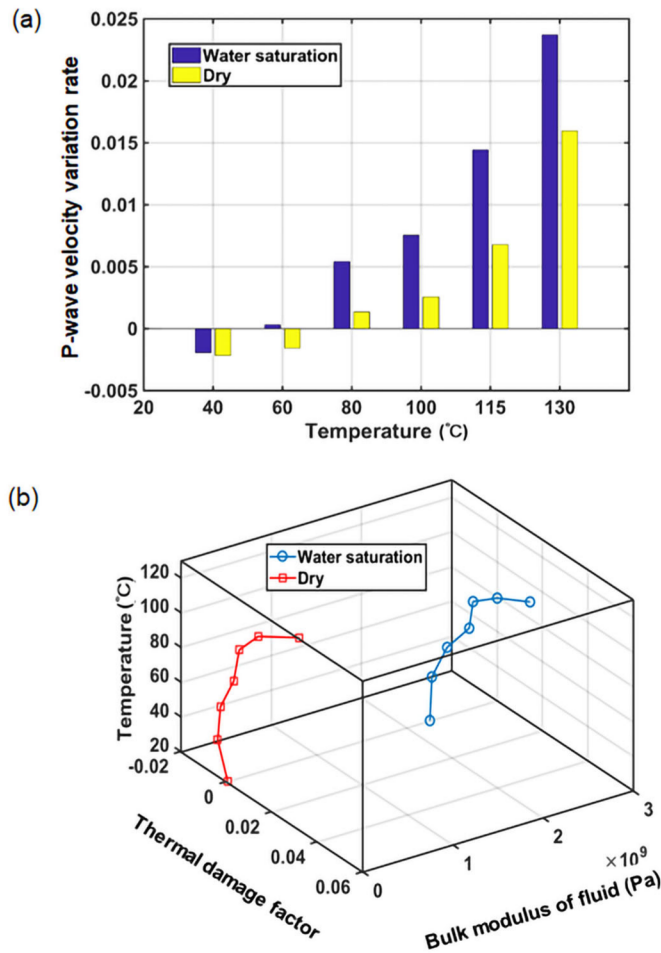 (a)
P-wave velocity variation rate
0.025
0.02
0.015
0.01
0.005
0
-0.005
Water saturation
Dry
20 40 60 80 100 115 130
Temperature (℃)
(b)
Water saturation
Dry
Temperature (℃)
120
100
80
60
40
20
-0.02
0
0.02
0.04
0.06
Thermal damage factor
0
1
2
3
×10⁹
Bulk modulus of fluid (Pa)